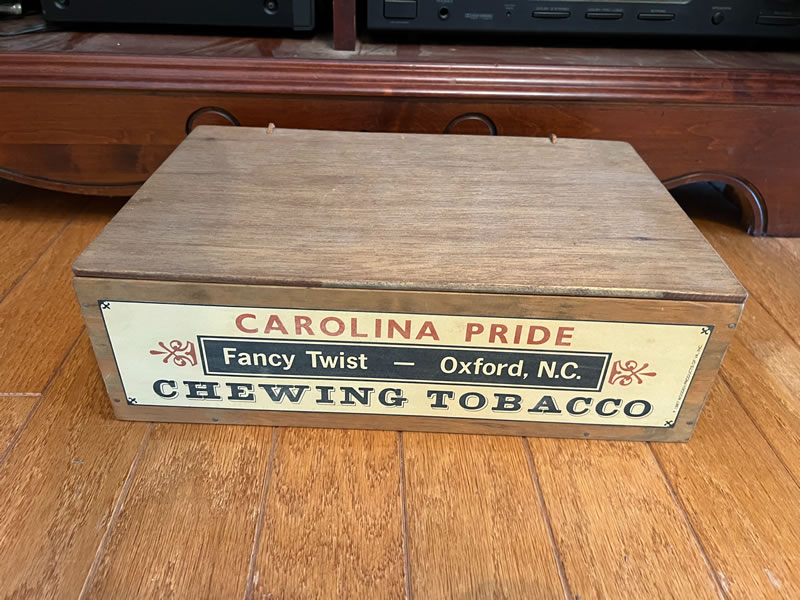 CAROLINA PRIDE
Fancy Twist — Oxford, N.C.
CHEWING TOBACCO